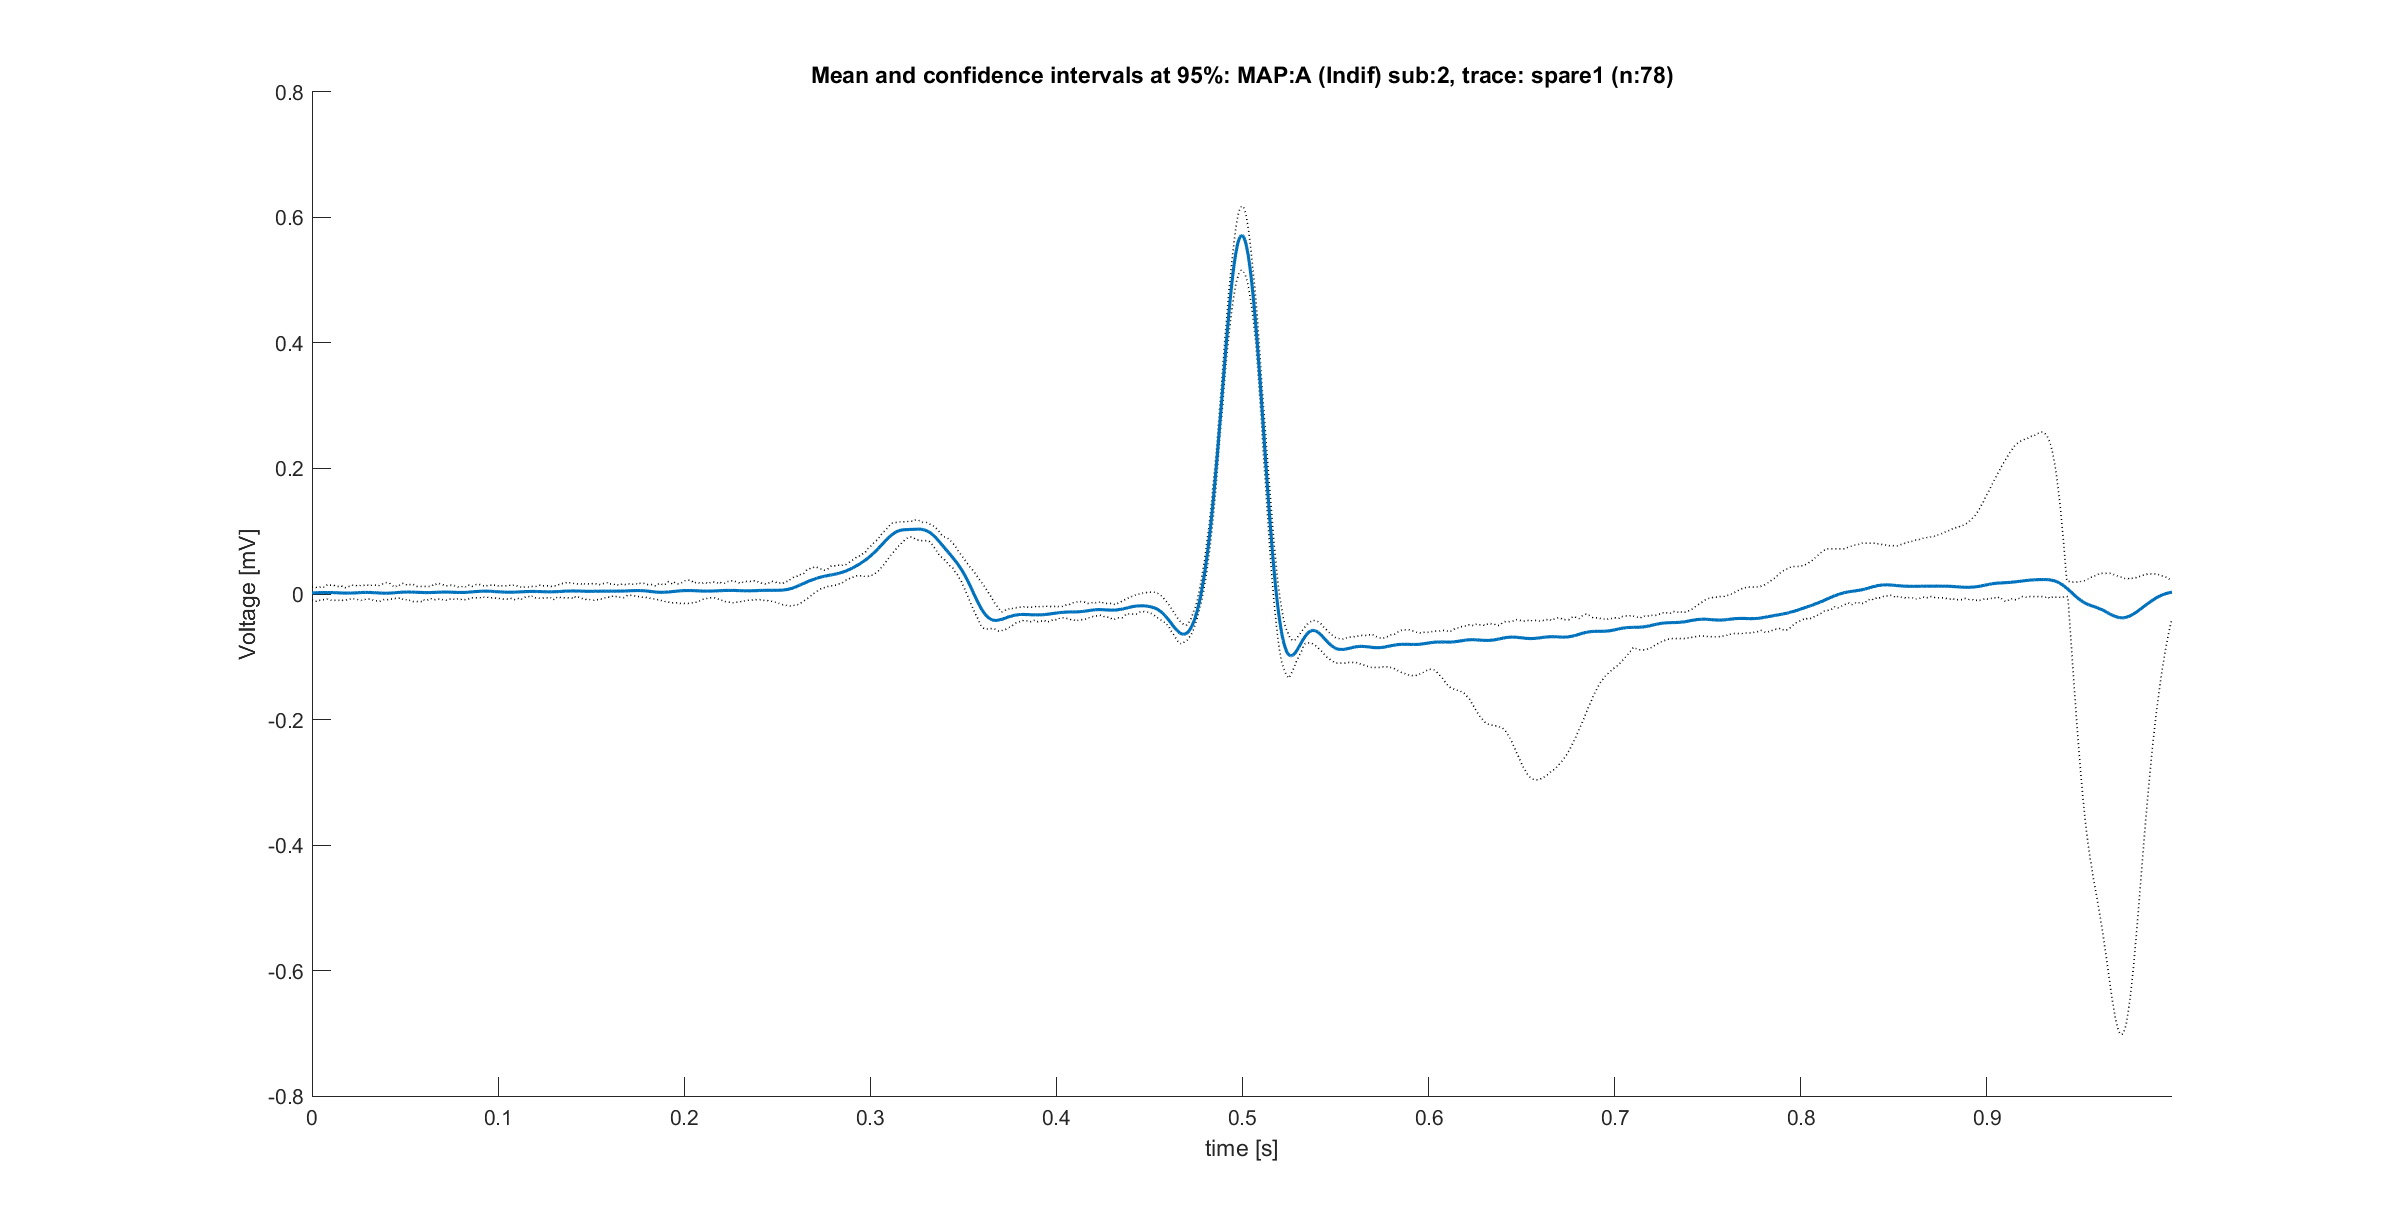 Mean and confidence intervals at 95%: MAP:A (Indif) sub:2, trace: spare1 (n:78)
0.8
0.6
0.4
0.2
0
-0.2
-0.4
-0.6
-0.8
Voltage [mV]
0 0.1 0.2 0.3 0.4 0.5 0.6 0.7 0.8 0.9
time [s]